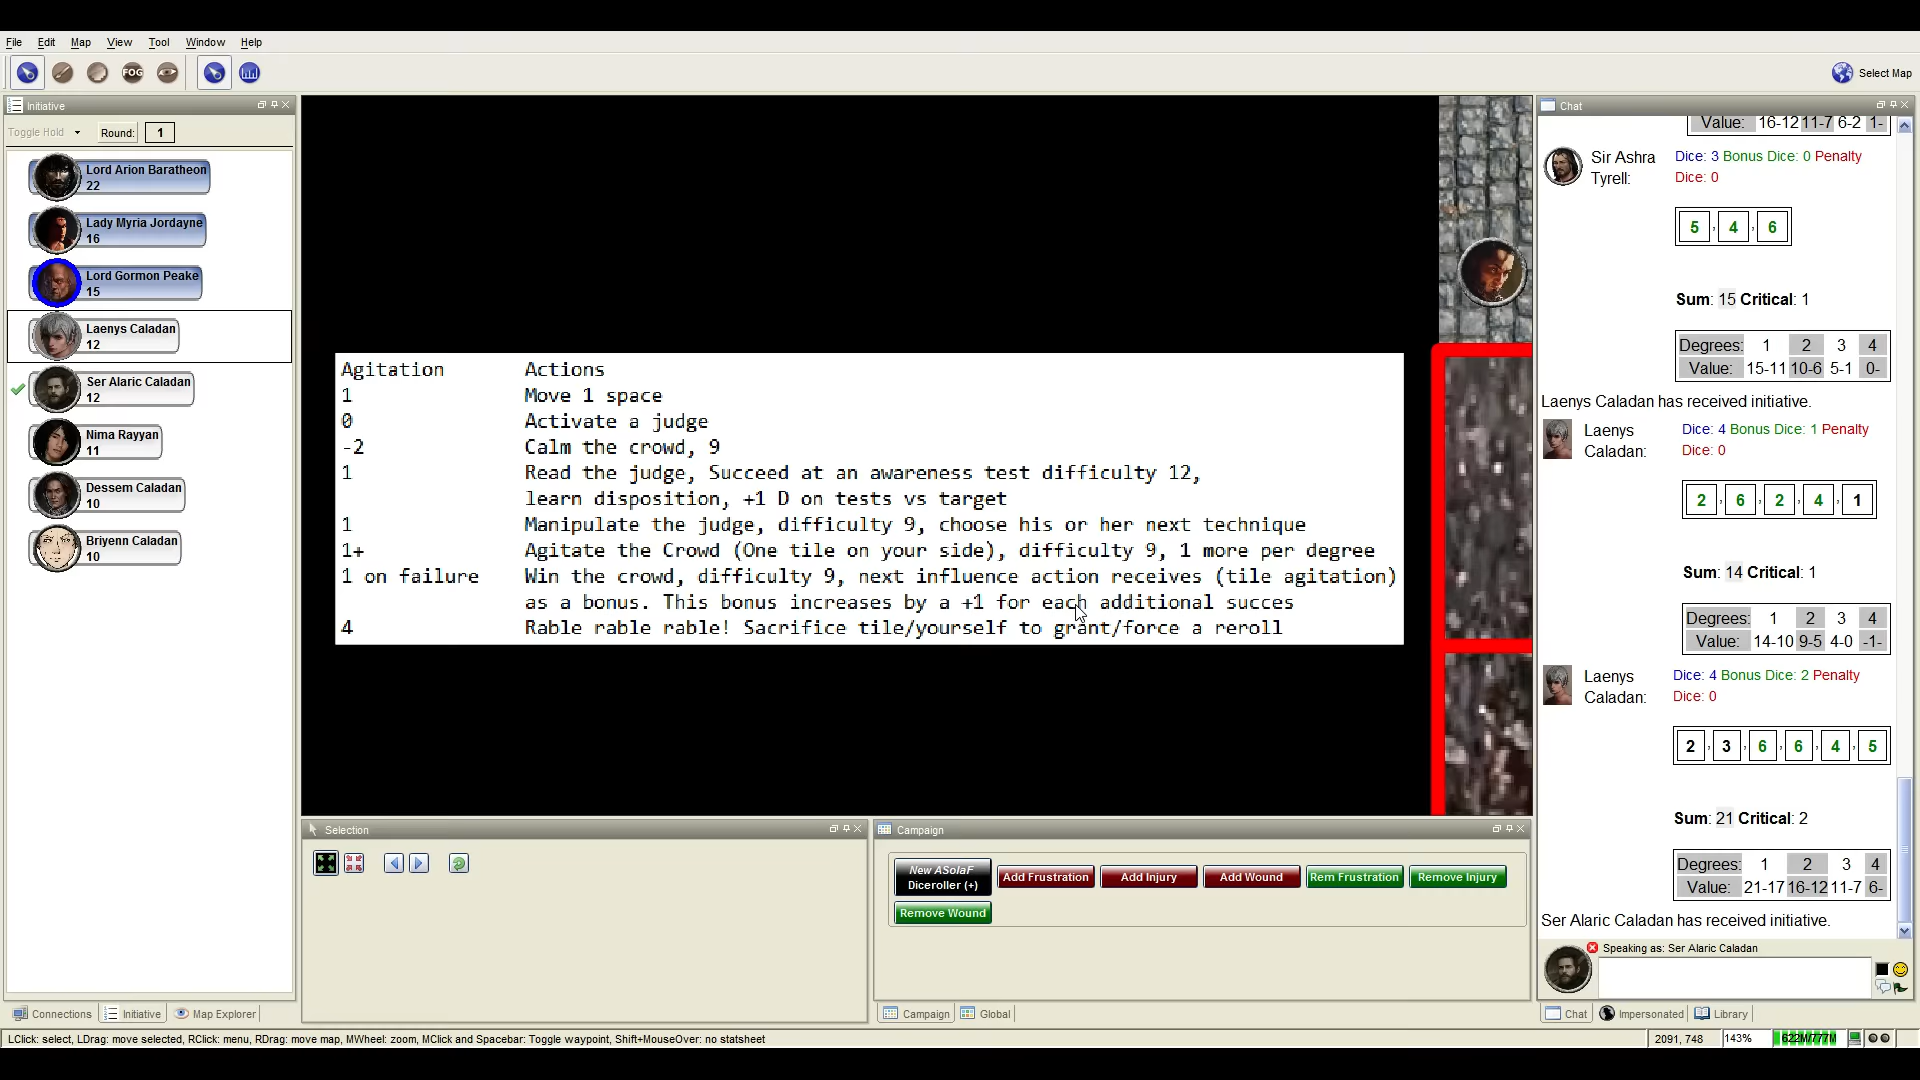 File Edit Map View Tool Window Help
FOG
Select Map
Initiative
Toggle Hold Round: 1
Lord Arion Baratheon
22
Lady Myria Jordayne
16
Lord Gormon Peake
15
Laenys Caladan
12
Ser Alaric Caladan
12
Nima Rayyan
11
Dessem Caladan
10
Briyenn Caladan
10
Connections Initiative Map Explorer
Agitation Actions
1 Move 1 space
0 Activate a judge
-2 Calm the crowd, 9
1 Read the judge, Succeed at an awareness test difficulty 12,
learn disposition, +1 D on tests vs target
1 Manipulate the judge, difficulty 9, choose his or her next technique
1+ Agitate the Crowd (One tile on your side), difficulty 9, 1 more per degree
1 on failure Win the crowd, difficulty 9, next influence action receives (tile agitation)
as a bonus. This bonus increases by a +1 for each additional succes
4 Rable rable rable! Sacrifice tile/yourself to grant/force a reroll
Selection
Campaign
New ASoIaF
Diceroller (+)
Add Frustration Add Injury Add Wound Rem Frustration Remove Injury
Remove Wound
Campaign Global
Chat
Value: 16-12 11-7 6-2 1-
Sir Ashra
Tyrell:
Dice: 3 Bonus Dice: 0 Penalty
Dice: 0
5 , 4 , 6
Sum: 15 Critical: 1
Degrees: 1 2 3 4
Value: 15-11 10-6 5-1 0-
Laenys Caladan has received initiative.
Laenys
Caladan:
Dice: 4 Bonus Dice: 1 Penalty
Dice: 0
2 , 6 , 2 , 4 , 1
Sum: 14 Critical: 1
Degrees: 1 2 3 4
Value: 14-10 9-5 4-0 -1-
Laenys
Caladan:
Dice: 4 Bonus Dice: 2 Penalty
Dice: 0
2 , 3 , 6 , 6 , 4 , 5
Sum: 21 Critical: 2
Degrees: 1 2 3 4
Value: 21-17 16-12 11-7 6-
Ser Alaric Caladan has received initiative.
Speaking as: Ser Alaric Caladan
Chat Impersonated Library
LClick: select, LDrag: move selected, RClick: menu, RDrag: move map, MWheel: zoom, MClick and Spacebar: Toggle waypoint, Shift+MouseOver: no statsheet
2091, 748 143% 622M/777M